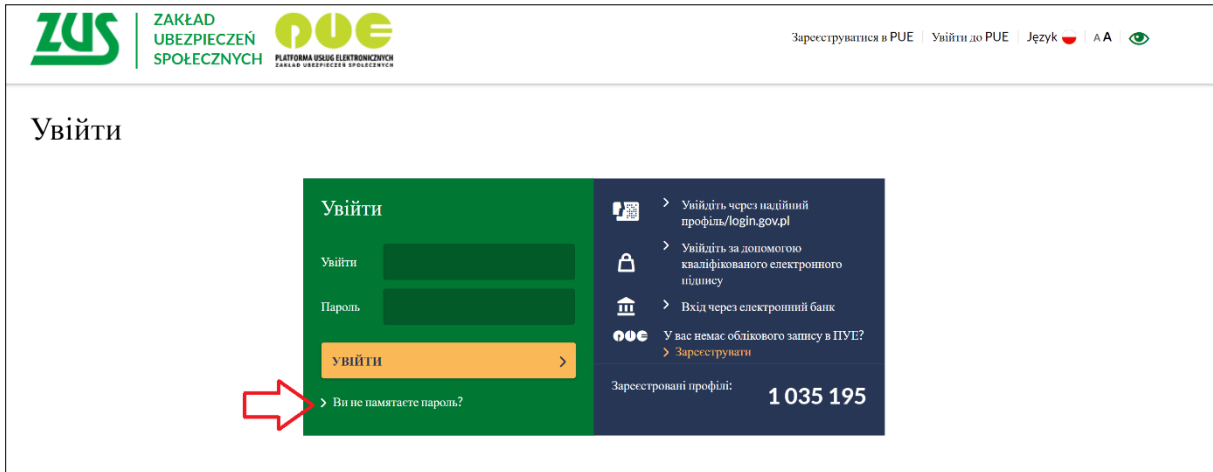 ZUS
ZAKŁAD
UBEZPIECZEŃ
SPOŁECZNYCH
PUE
PLATFORMA USŁUG ELEKTRONICZNYCH
ZAKŁAD UBEZPIECZEŃ SPOŁECZNYCH
Зареєструватися в PUE
Увійти до PUE
Język
A A
Увійти
Увійти
Увійти
Пароль
УВІЙТИ
Ви не памятаєте пароль?
Увійдіть через надійний
профіль/login.gov.pl
Увійдіть за допомогою
кваліфікованого електронного
підпису
Вхід через електронний банк
PUE
У вас немає облікового запису в ПУЕ?
Зареєструвати
Зареєстровані профілі:
1 035 195